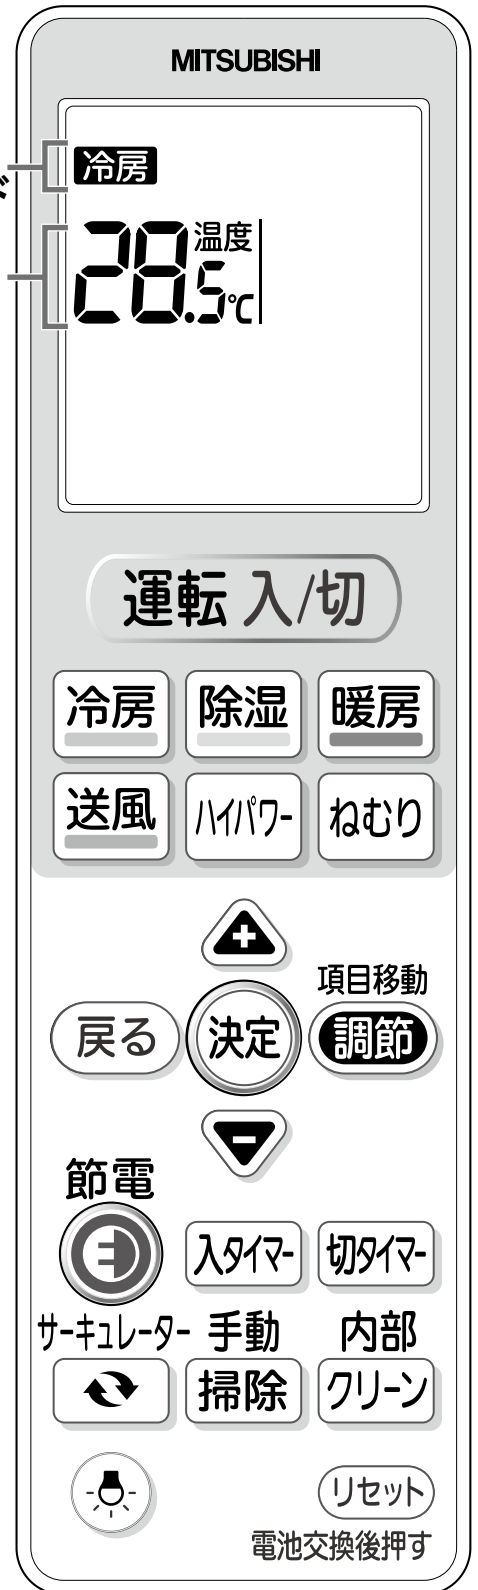 MITSUBISHI
冷房
28.5℃ 温度
運転 入/切
冷房 除湿 暖房
送風 ハイパワー ねむり
項目移動
戻る 決定 調節
節電
入タイマー 切タイマー
サーキュレーター 手動 内部
掃除 クリーン
リセット
電池交換後押す